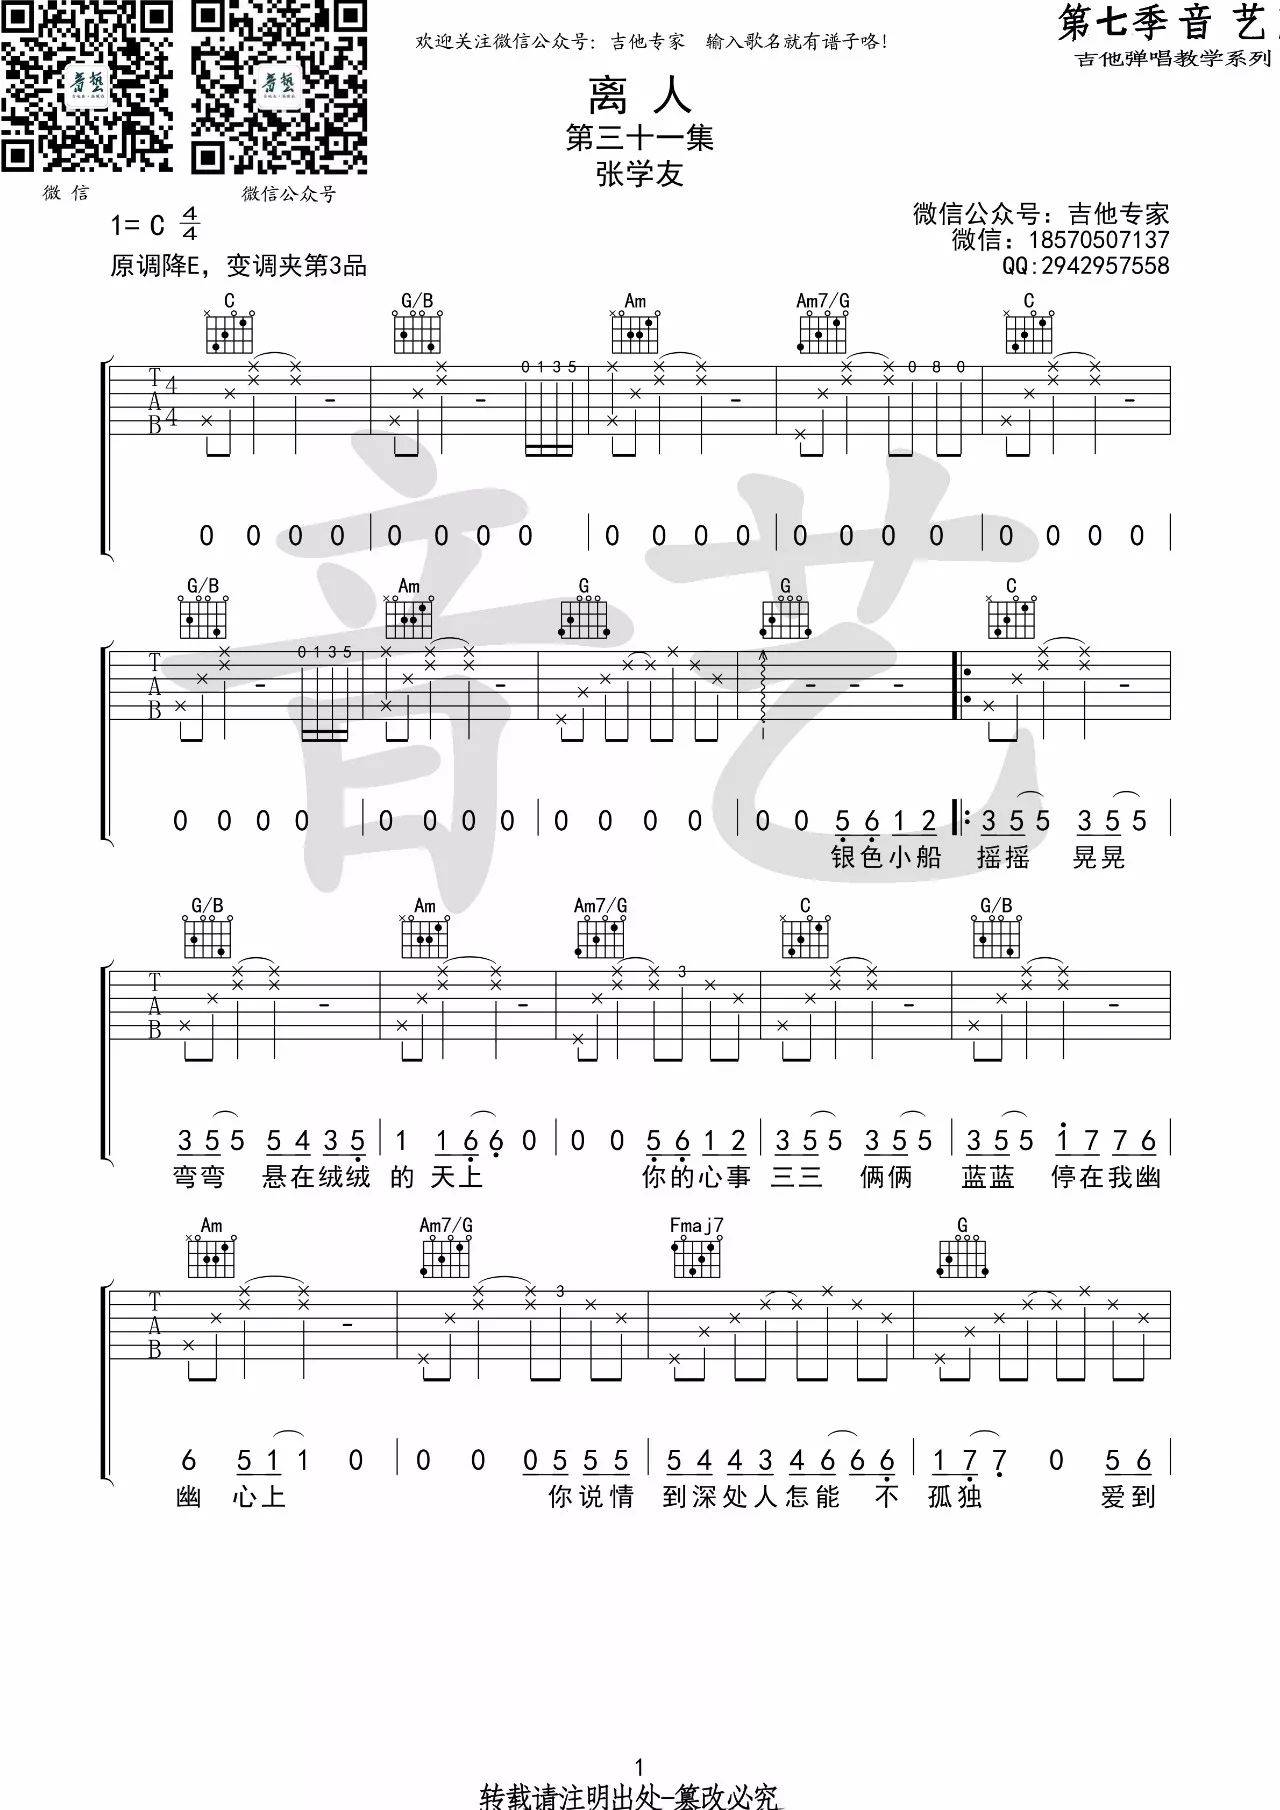 欢迎关注微信公众号：吉他专家　输入歌名就有谱子咯！
第七季音艺
吉他弹唱教学系列
離人
第三十一集
张学友
微信
微信公众号
1= C 4/4
原调降E，变调夹第3品
微信公众号：吉他专家
微信：18570507137
QQ:2942957558
C G/B Am Am7/G C
T A B 4/4 0 1 3 5 0 8 0
0 0 0 0 | 0 0 0 0 | 0 0 0 0 | 0 0 0 0 | 0 0 0 0
G/B Am G G C
T A B 0 1 3 5
0 0 0 0 | 0 0 0 0 | 0 0 0 0 | 0 0 5 6 1 2 |: 3 5 5 3 5 5
银色小船 摇摇 晃晃
G/B Am Am7/G C G/B
T A B 3
3 5 5 5 4 3 5 | 1 1 6 6 0 | 0 0 5 6 1 2 | 3 5 5 3 5 5 | 3 5 5 1 7 7 6
弯弯 悬在绒绒 的 天上 你的心事 三三 俩俩 蓝蓝 停在我幽
Am Am7/G Fmaj7 G
T A B 3
6 5 1 1 0 | 0 0 0 5 5 5 | 5 4 4 3 4 6 6 6 | 1 7 7 0 5 6
幽 心上 你说情 到深处人怎能 不 孤独 爱到
1
转载请注明出处-篡改必究
音艺